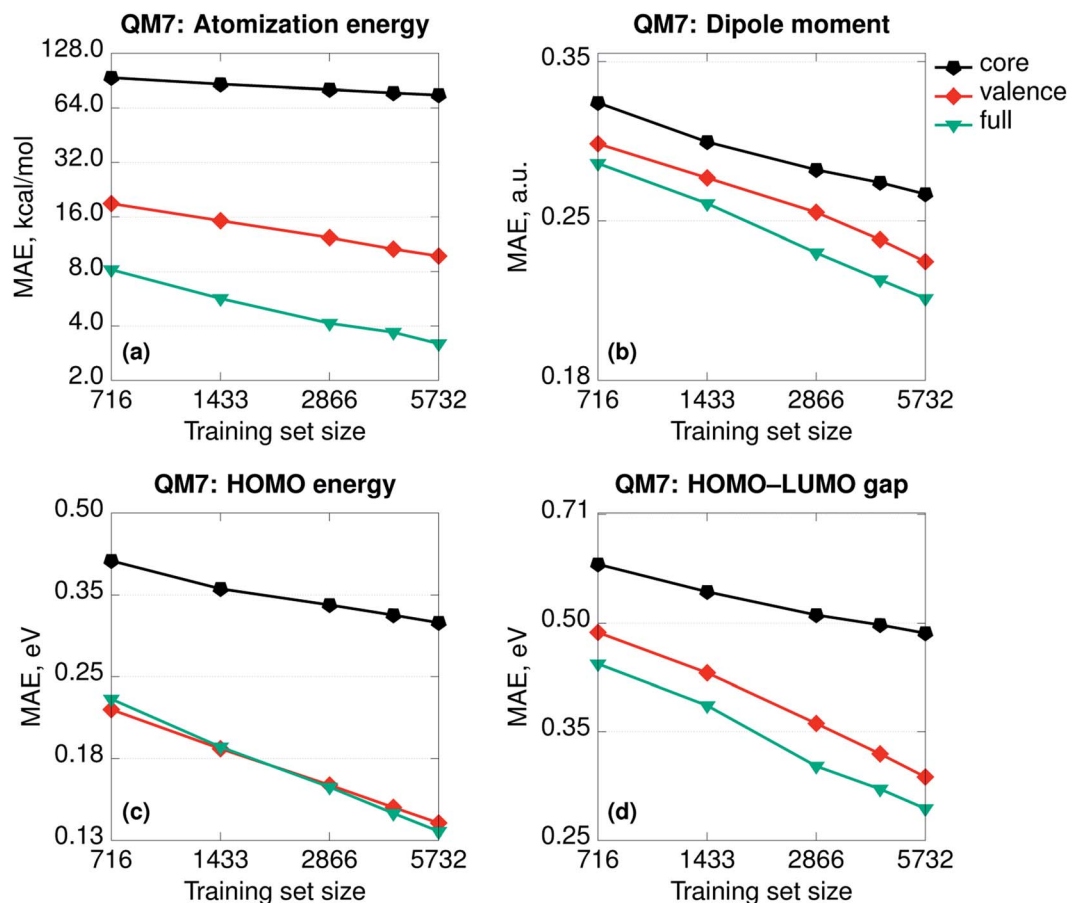 QM7: Atomization energy
128.0
64.0
32.0
16.0
8.0
4.0
2.0
MAE, kcal/mol
(a)
716 1433 2866 5732
Training set size
QM7: Dipole moment
0.35
0.25
0.18
MAE, a.u.
(b)
716 1433 2866 5732
Training set size
core
valence
full
QM7: HOMO energy
0.50
0.35
0.25
0.18
0.13
MAE, eV
(c)
716 1433 2866 5732
Training set size
QM7: HOMO–LUMO gap
0.71
0.50
0.35
0.25
MAE, eV
(d)
716 1433 2866 5732
Training set size